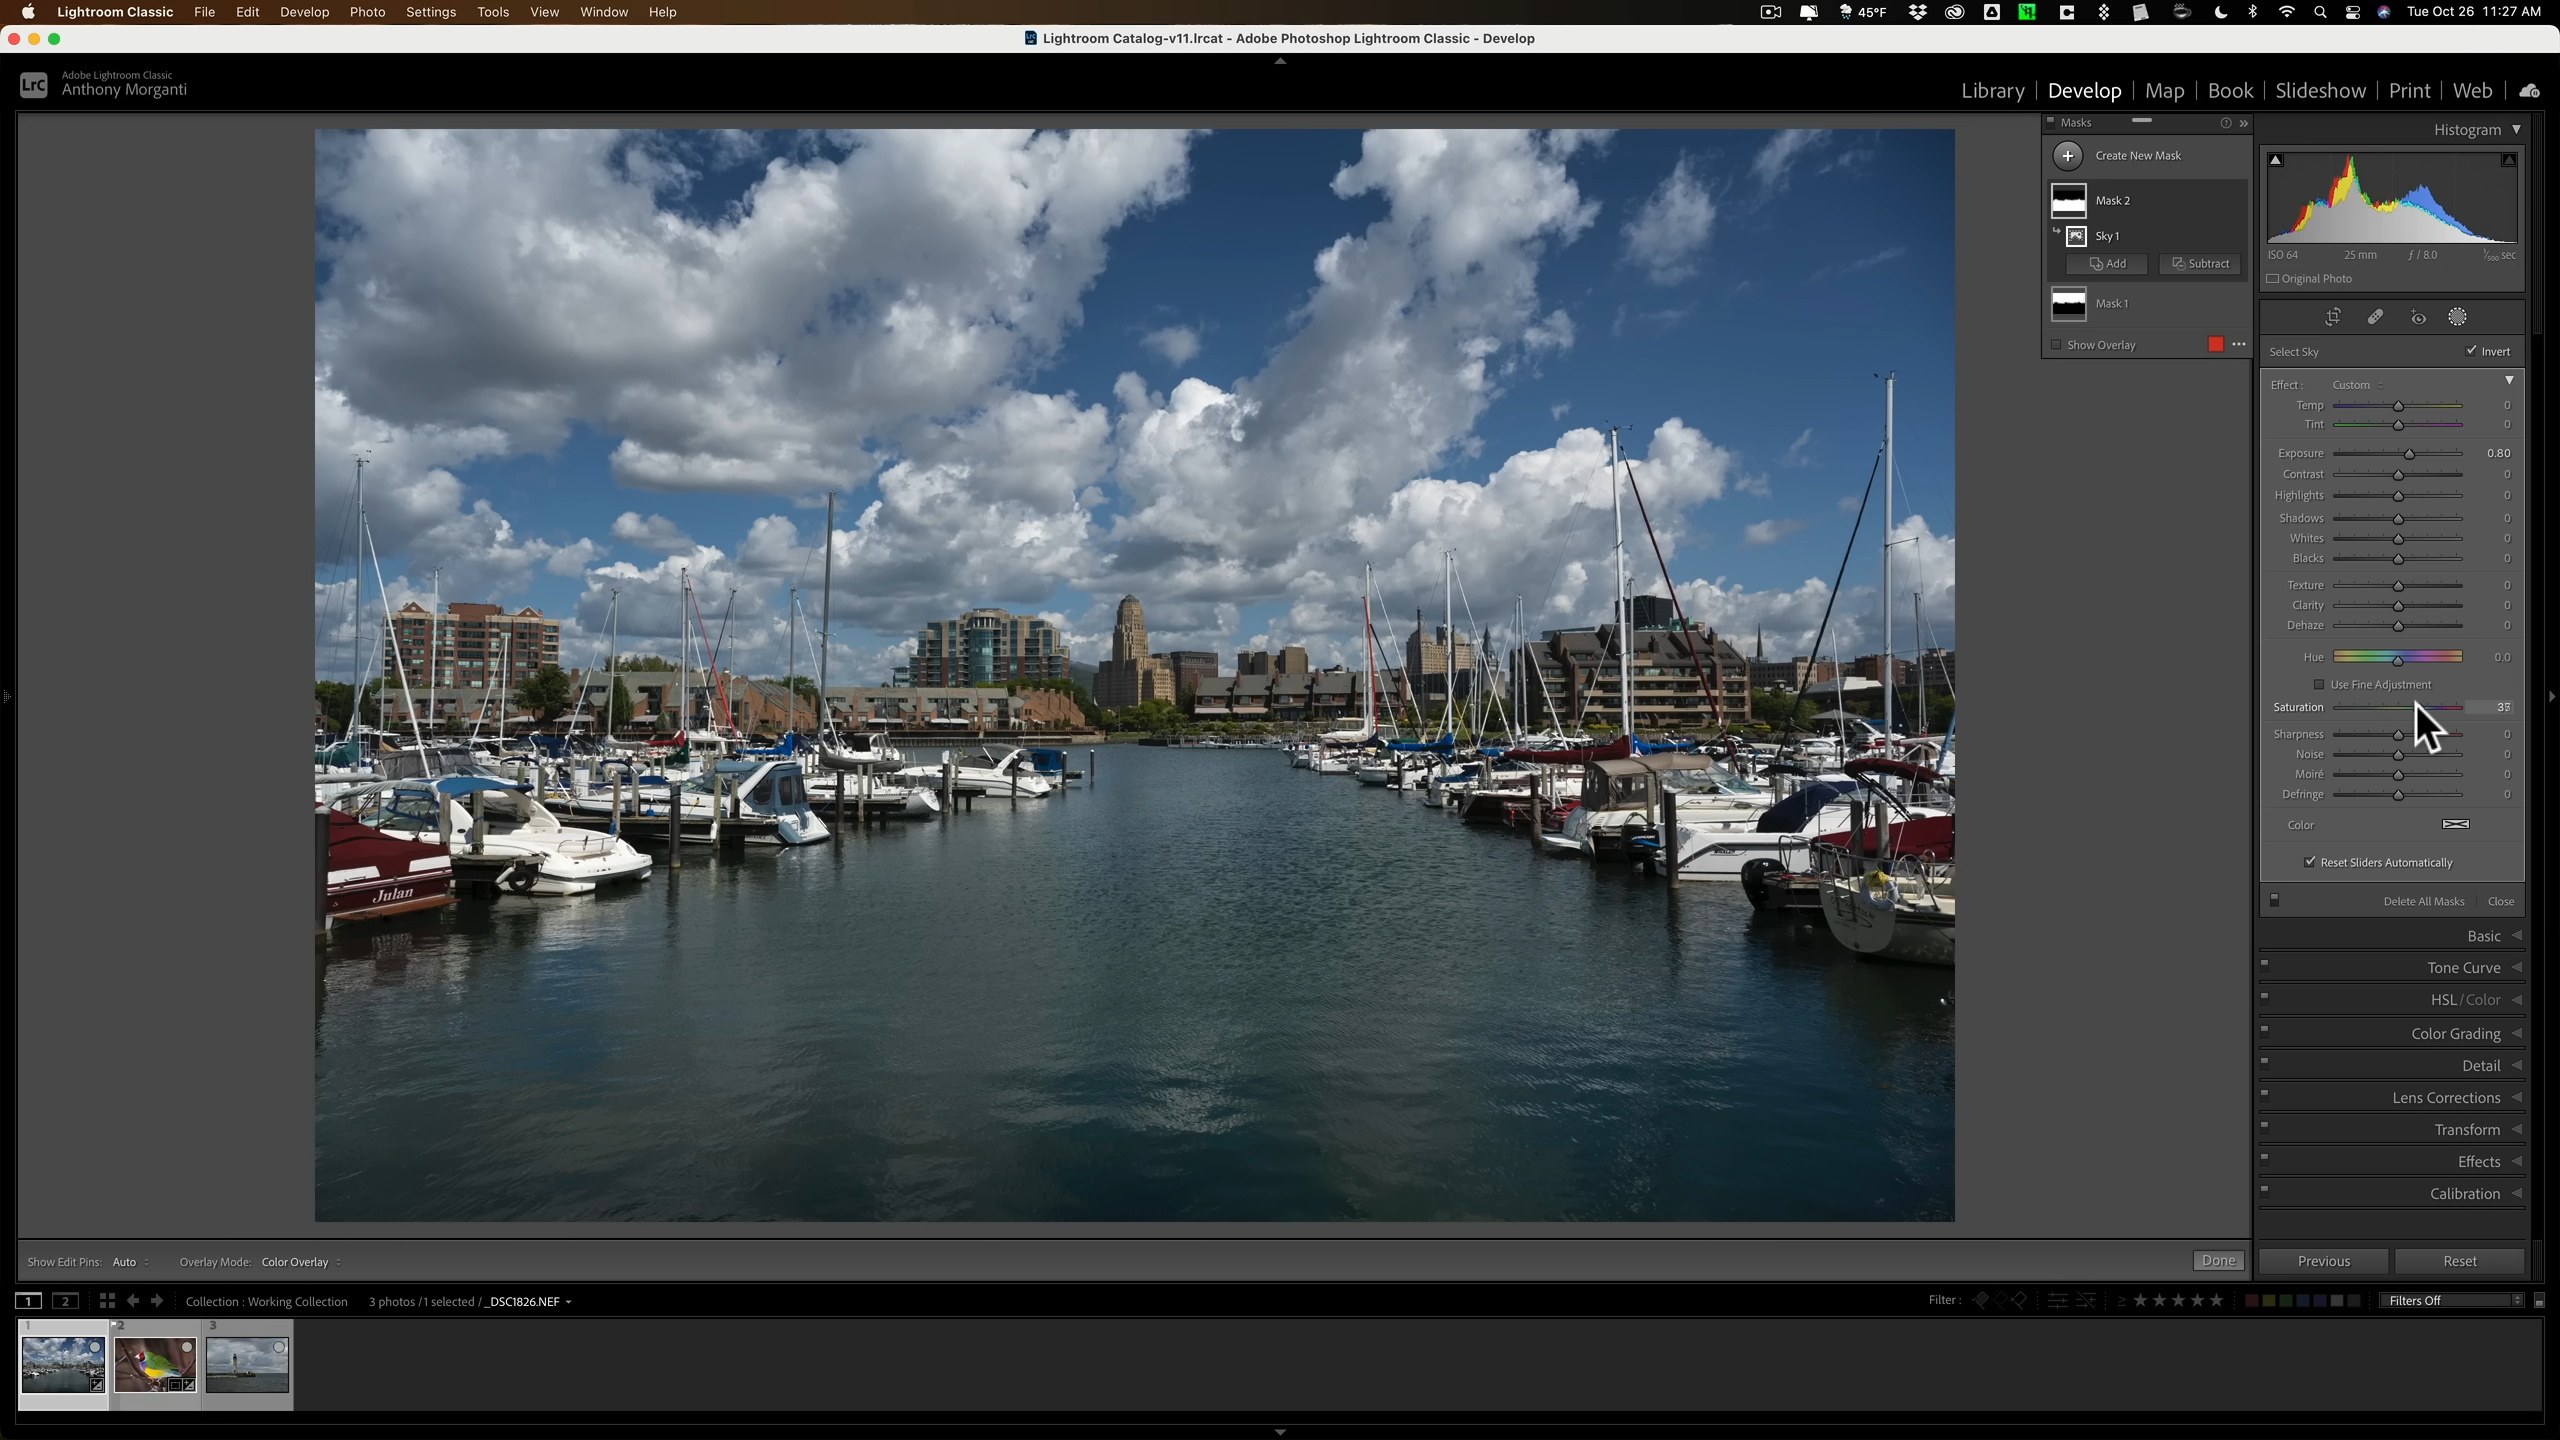 Lightroom Classic File Edit Develop Photo Settings Tools View Window Help 45°F Tue Oct 26 11:27 AM
Lightroom Catalog-v11.lrcat - Adobe Photoshop Lightroom Classic - Develop
LrC Adobe Lightroom Classic
Anthony Morganti
Library | Develop | Map | Book | Slideshow | Print | Web
Masks
Create New Mask
Mask 2
Sky 1
Add Subtract
Mask 1
Show Overlay
Histogram
ISO 64 25 mm ƒ / 8.0 1/500 sec
Original Photo
Select Sky Invert
Effect : Custom
Temp 0
Tint 0
Exposure 0.80
Contrast 0
Highlights 0
Shadows 0
Whites 0
Blacks 0
Texture 0
Clarity 0
Dehaze 0
Hue 0.0
Use Fine Adjustment
Saturation
Sharpness 0
Noise 0
Moiré 0
Defringe 0
Color
Reset Sliders Automatically
Delete All Masks Close
Basic
Tone Curve
HSL / Color
Color Grading
Detail
Lens Corrections
Transform
Effects
Calibration
Previous Reset
Julan
Show Edit Pins: Auto Overlay Mode: Color Overlay Done
1 2 Collection : Working Collection 3 photos / 1 selected / _DSC1826.NEF Filter : ≥ ★★★★★ Filters Off
1 2 3